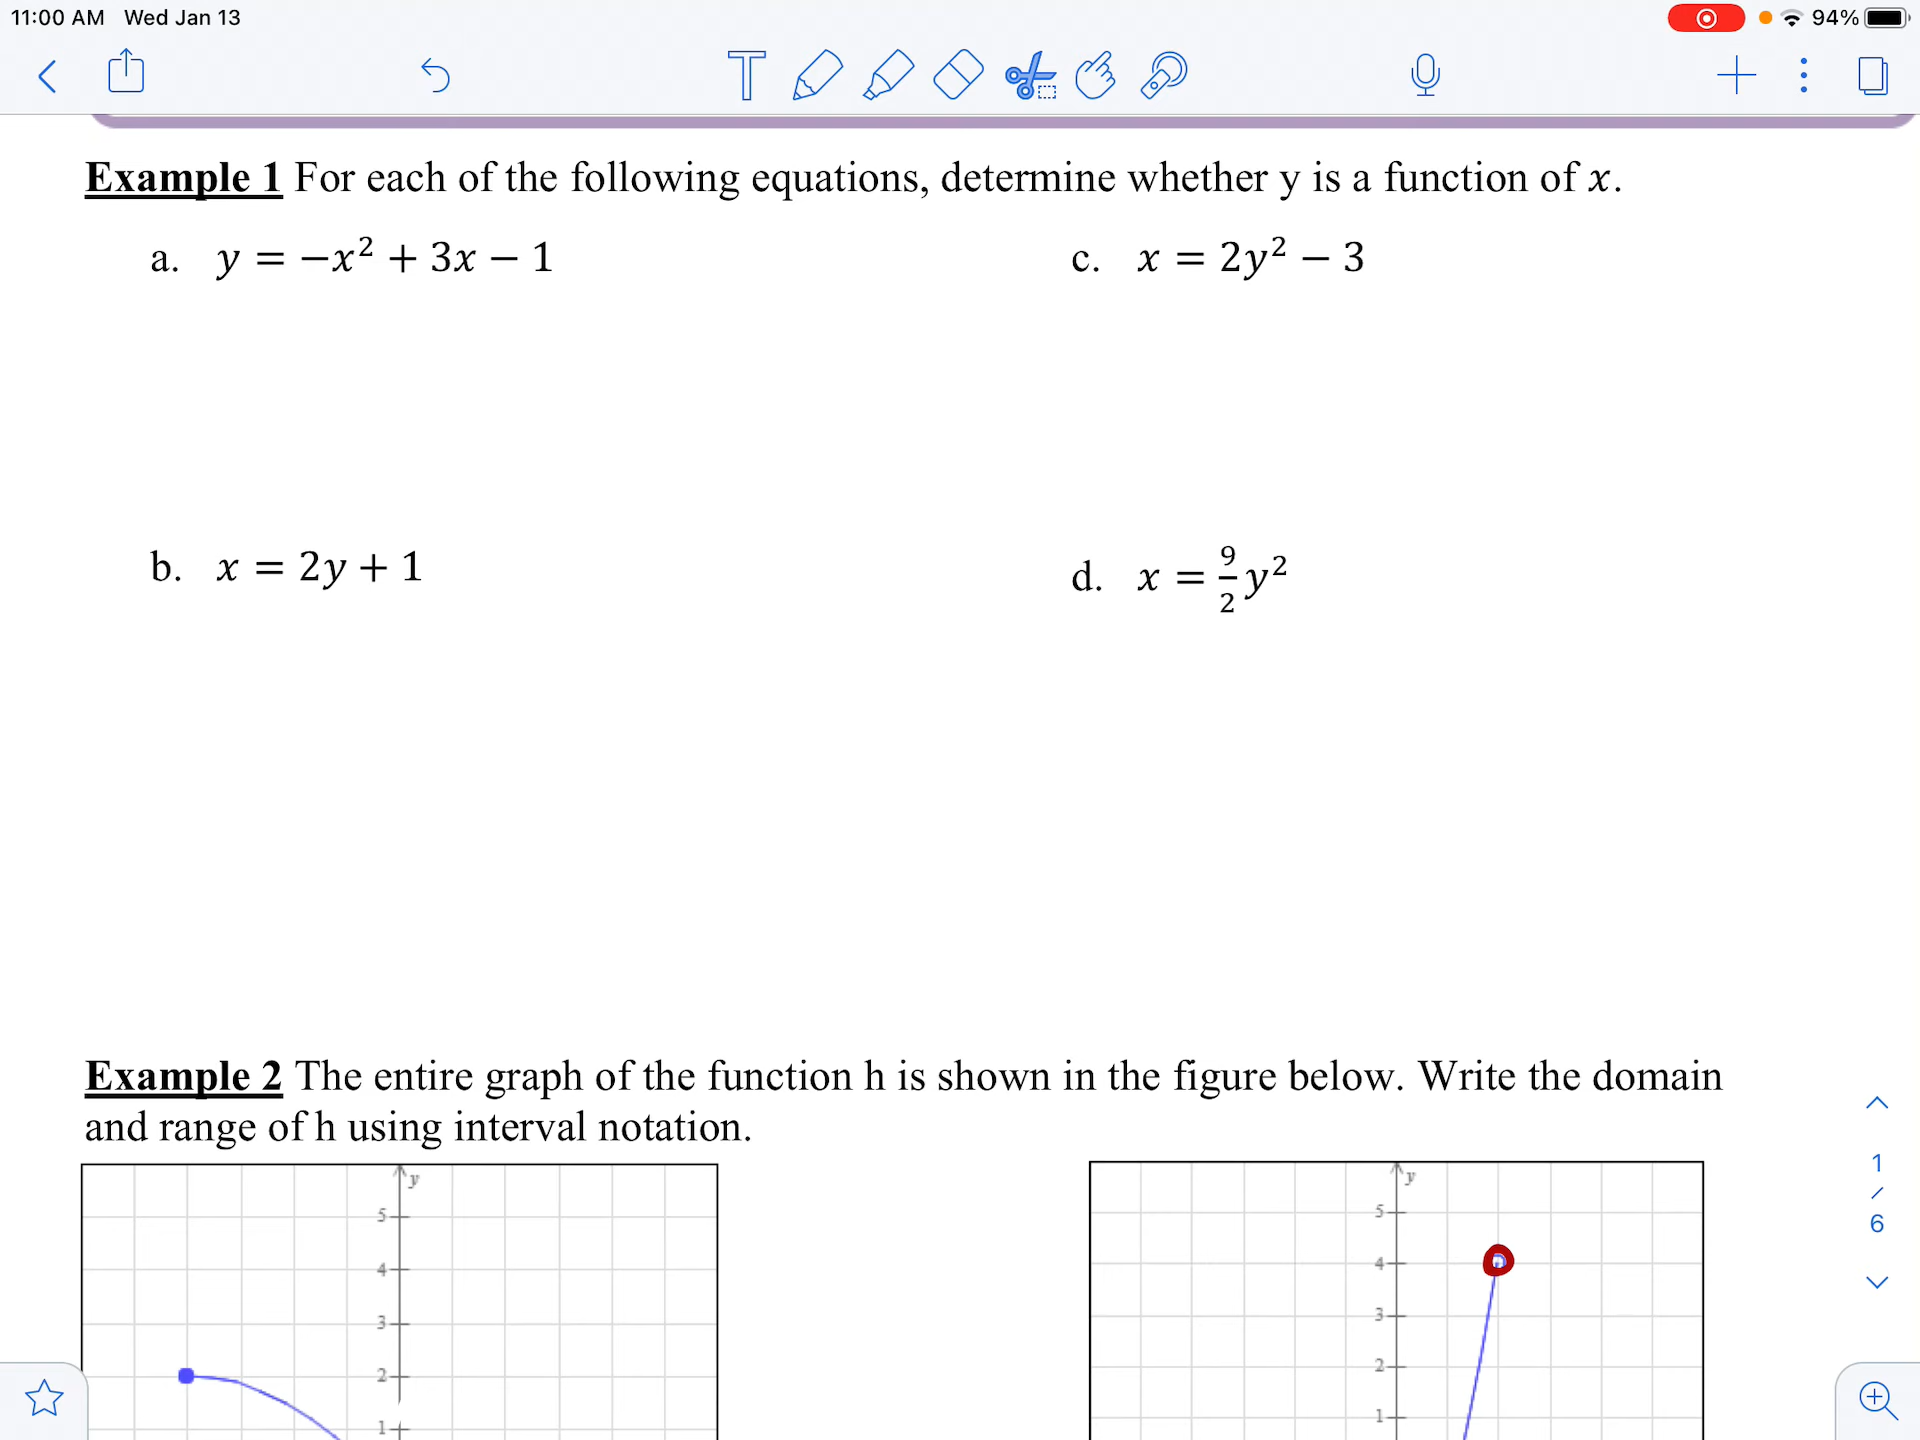 11:00 AM Wed Jan 13
94%
T
Example 1 For each of the following equations, determine whether y is a function of x.
a. y = −x² + 3x − 1
c. x = 2y² − 3
b. x = 2y + 1
d. x = 9/2 y²
Example 2 The entire graph of the function h is shown in the figure below. Write the domain
and range of h using interval notation.
1
/
6
y
5
4
3
2
1
y
5
4
3
2
1